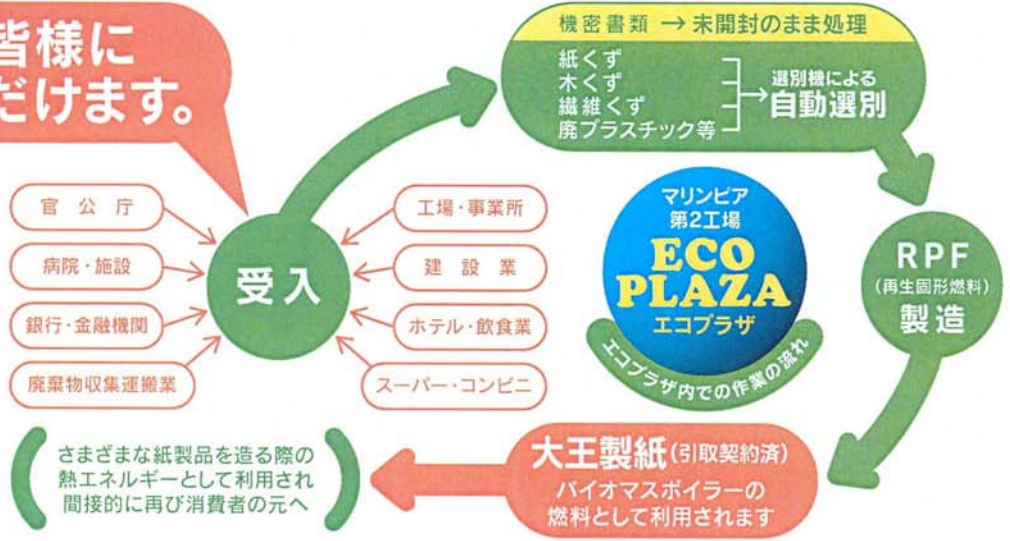 皆様に
だけます。
機密書類 → 未開封のまま処理
紙くず
木くず
繊維くず
廃プラスチック等
選別機による
自動選別
官公庁
病院・施設
銀行・金融機関
廃棄物収集運搬業
受入
工場・事業所
建設業
ホテル・飲食業
スーパー・コンビニ
マリンピア
第2工場
ECO
PLAZA
エコプラザ
エコプラザ内での作業の流れ
RPF
(再生固形燃料)
製造
大王製紙(引取契約済)
バイオマスボイラーの
燃料として利用されます
さまざまな紙製品を造る際の
熱エネルギーとして利用され
間接的に再び消費者の元へ